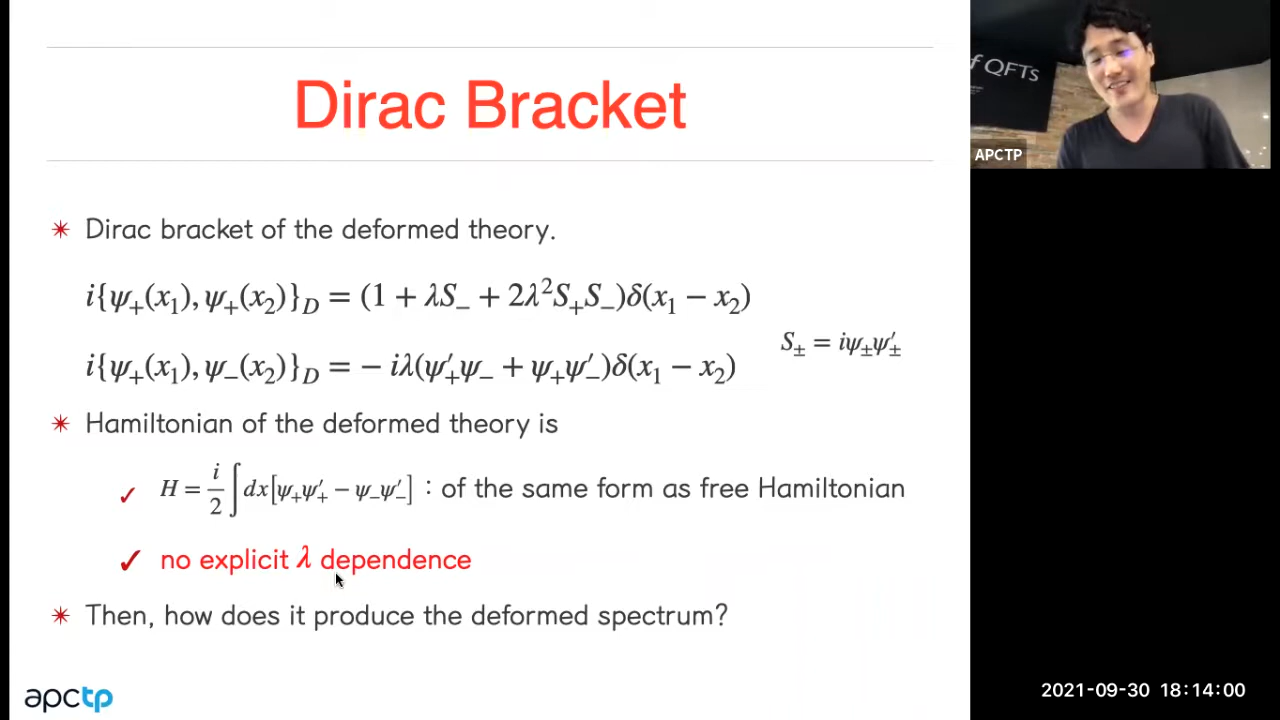 Dirac Bracket
f QFTs
APCTP
✴ Dirac bracket of the deformed theory.
i{ψ₊(x₁), ψ₊(x₂)}_D = (1 + λS₋ + 2λ²S₊S₋)δ(x₁ − x₂)
S± = iψ±ψ′±
i{ψ₊(x₁), ψ₋(x₂)}_D = − iλ(ψ′₊ψ₋ + ψ₊ψ′₋)δ(x₁ − x₂)
✴ Hamiltonian of the deformed theory is
✓ H = i/2 ∫ dx[ψ₊ψ′₊ − ψ₋ψ′₋] : of the same form as free Hamiltonian
✓ no explicit λ dependence
✴ Then, how does it produce the deformed spectrum?
apctp
2021-09-30 18:14:00